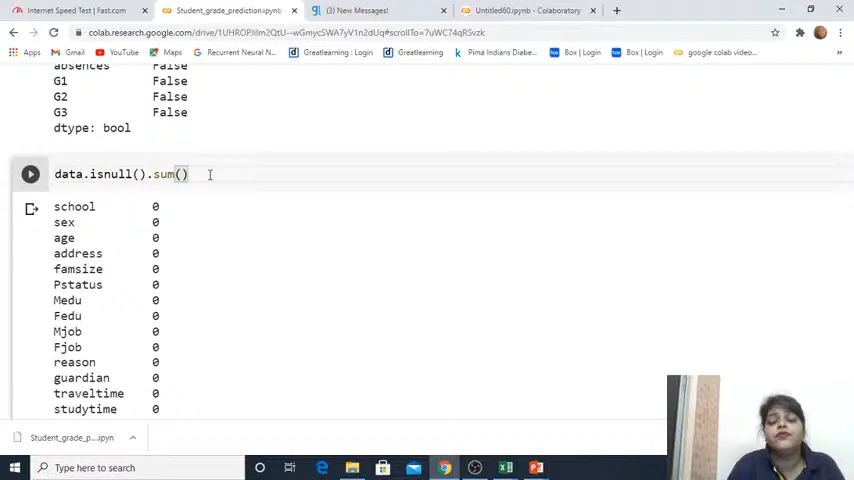 Internet Speed Test | Fast.com
Student_grade_prediction.ipynb
(3) New Messages!
Untitled60.ipynb - Colaboratory
colab.research.google.com/drive/1UHROPJIm2QtU--wGmycSWA7yV1n2dUq#scrollTo=7uWC74qRSvzc
Apps
Gmail
YouTube
Maps
Recurrent Neural N...
Greatlearning : Login
Greatlearning
Pima Indians Diabe...
Box | Login
Box | Login
google colab video...
absences False
G1 False
G2 False
G3 False
dtype: bool
data.isnull().sum()
school 0
sex 0
age 0
address 0
famsize 0
Pstatus 0
Medu 0
Fedu 0
Mjob 0
Fjob 0
reason 0
guardian 0
traveltime 0
studytime 0
Student_grade_p....ipyn
Type here to search